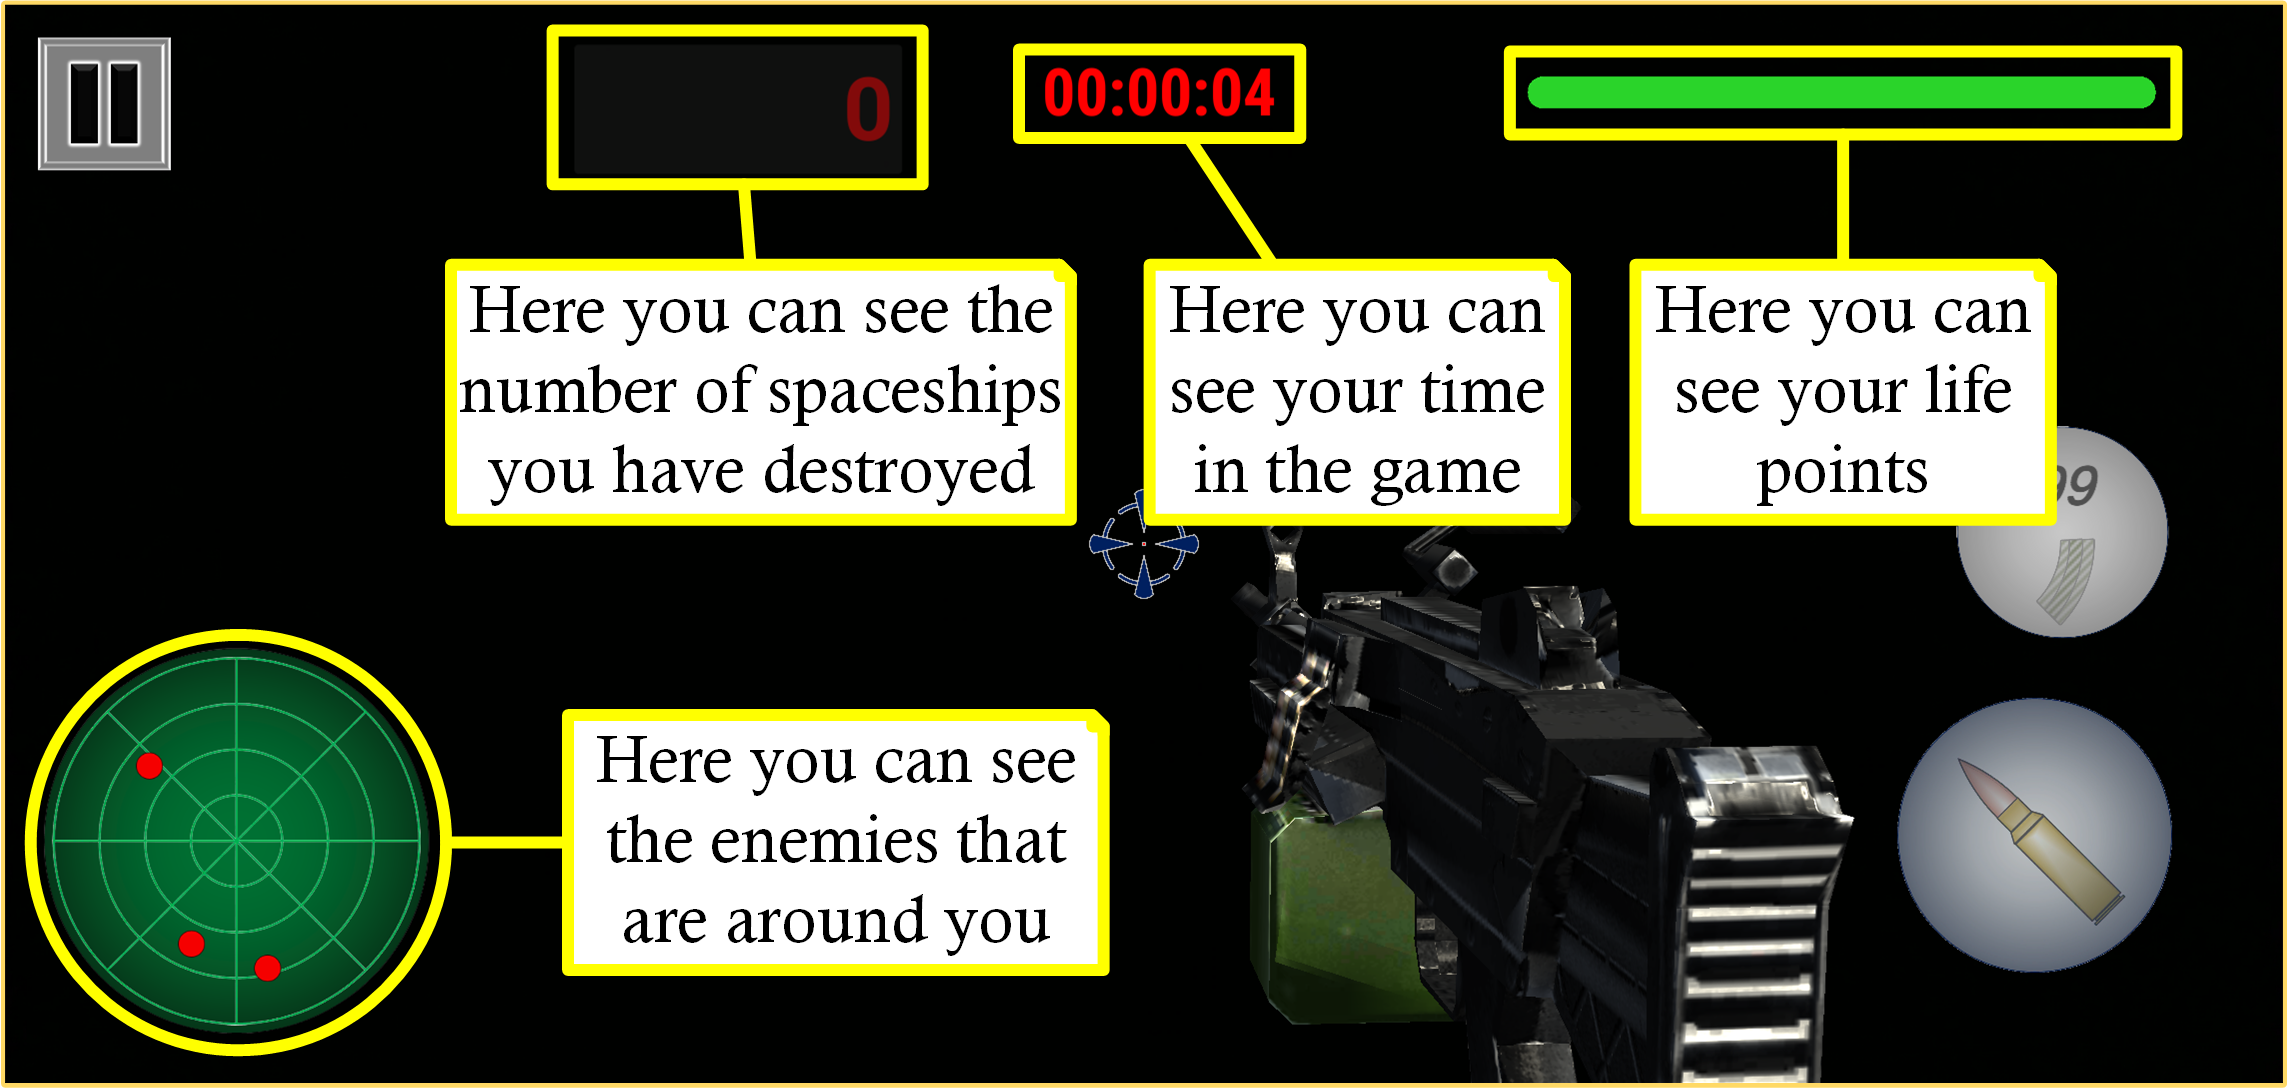 0
00:00:04
Here you can see the
number of spaceships
you have destroyed
Here you can
see your time
in the game
Here you can
see your life
points
99
Here you can see
the enemies that
are around you